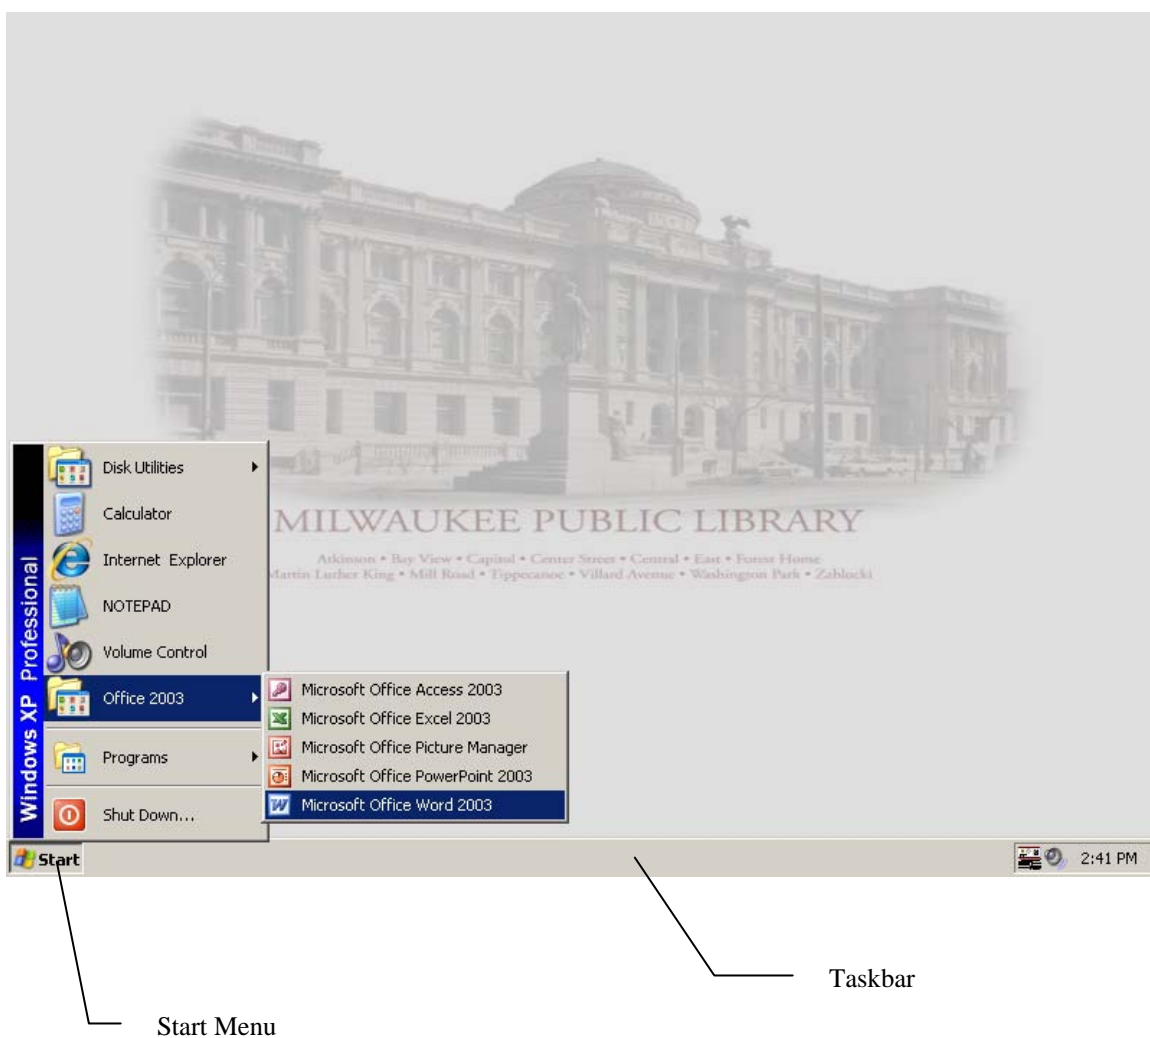 MILWAUKEE PUBLIC LIBRARY
Atkinson • Bay View • Capitol • Center Street • Central • East • Forest Home
Martin Luther King • Mill Road • Tippecanoe • Villard Avenue • Washington Park • Zablocki
Windows XP Professional
Disk Utilities
Calculator
Internet Explorer
NOTEPAD
Volume Control
Office 2003
Programs
Shut Down...
Microsoft Office Access 2003
Microsoft Office Excel 2003
Microsoft Office Picture Manager
Microsoft Office PowerPoint 2003
Microsoft Office Word 2003
Start
2:41 PM
Taskbar
Start Menu